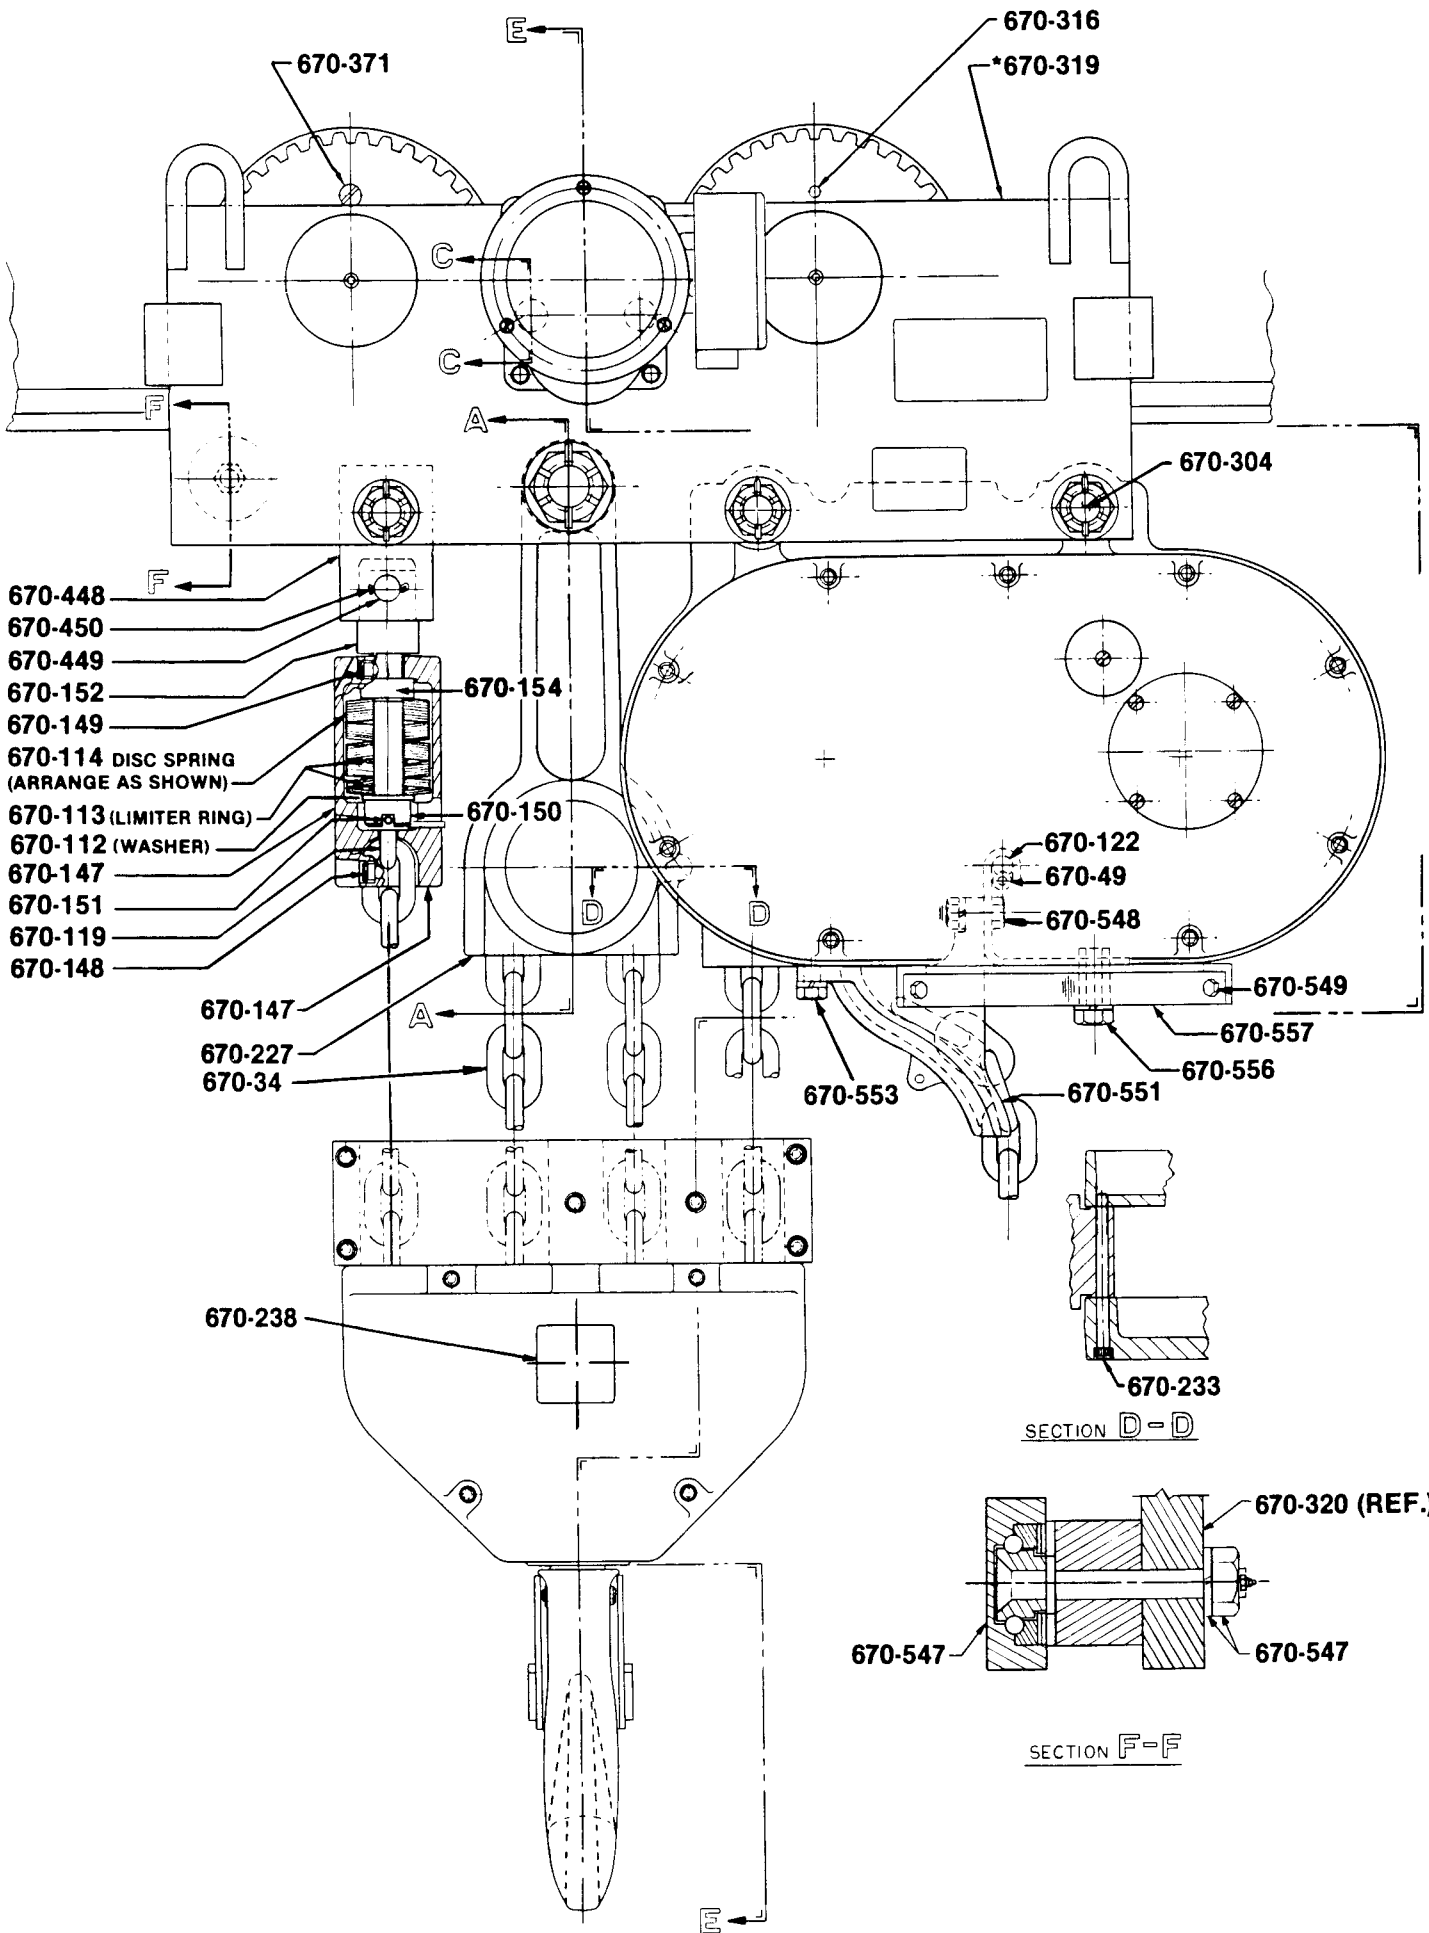 E
670-316
670-371
*670-319
C
C
F
A
670-304
F
670-448
670-450
670-449
670-152
670-154
670-149
670-114 DISC SPRING
(ARRANGE AS SHOWN)
670-113 (LIMITER RING)
670-150
670-112 (WASHER)
670-122
670-147
670-49
670-151
D
D
670-548
670-119
670-148
670-549
670-147
A
670-557
670-227
670-556
670-34
670-553
670-551
670-238
670-233
SECTION D-D
670-320 (REF.)
670-547
670-547
SECTION F-F
E